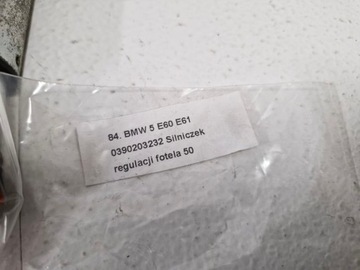 84. BMW 5 E60 E61
0390203232 Silniczek
regulacji fotela 50